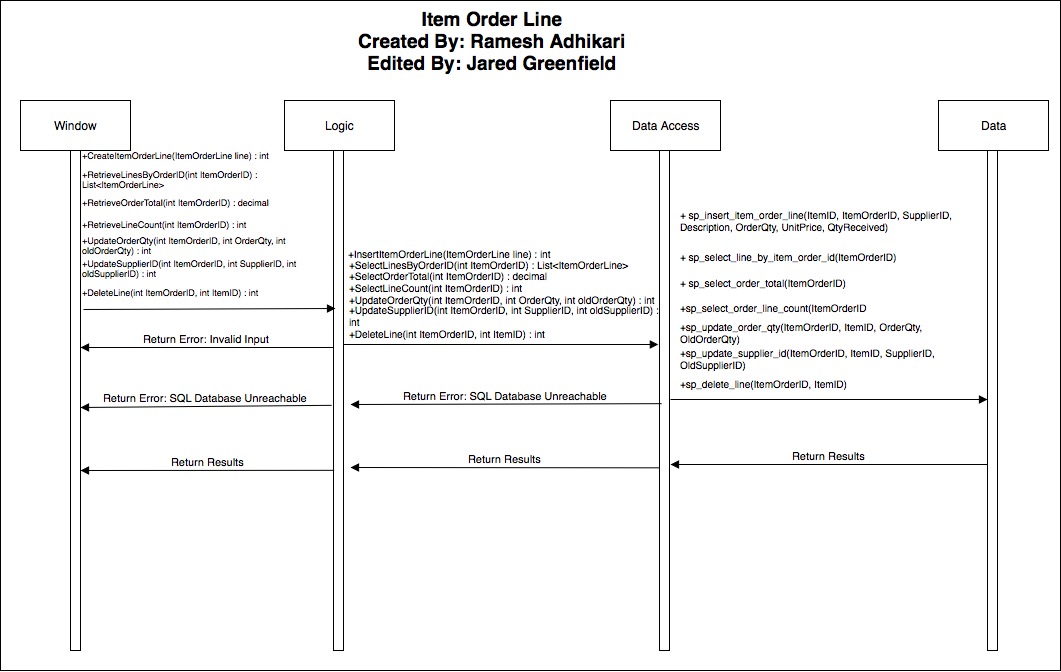 Item Order Line
Created By: Ramesh Adhikari
Edited By: Jared Greenfield
Window
Logic
Data Access
Data
+CreateItemOrderLine(ItemOrderLine line) : int
+RetrieveLinesByOrderID(int ItemOrderID) :
List<ItemOrderLine>
+RetrieveOrderTotal(int ItemOrderID) : decimal
+RetrieveLineCount(int ItemOrderID) : int
+UpdateOrderQty(int ItemOrderID, int OrderQty, int
oldOrderQty) : int
+UpdateSupplierID(int ItemOrderID, int SupplierID, int
oldSupplierID) : int
+DeleteLine(int ItemOrderID, int ItemID) : int
Return Error: Invalid Input
Return Error: SQL Database Unreachable
Return Results
+InsertItemOrderLine(ItemOrderLine line) : int
+SelectLinesByOrderID(int ItemOrderID) : List<ItemOrderLine>
+SelectOrderTotal(int ItemOrderID) : decimal
+SelectLineCount(int ItemOrderID) : int
+UpdateOrderQty(int ItemOrderID, int OrderQty, int oldOrderQty) : int
+UpdateSupplierID(int ItemOrderID, int SupplierID, int oldSupplierID) :
int
+DeleteLine(int ItemOrderID, int ItemID) : int
Return Error: SQL Database Unreachable
Return Results
+ sp_insert_item_order_line(ItemID, ItemOrderID, SupplierID,
Description, OrderQty, UnitPrice, QtyReceived)
+ sp_select_line_by_item_order_id(ItemOrderID)
+ sp_select_order_total(ItemOrderID)
+sp_select_order_line_count(ItemOrderID
+sp_update_order_qty(ItemOrderID, ItemID, OrderQty,
OldOrderQty)
+sp_update_supplier_id(ItemOrderID, ItemID, SupplierID,
OldSupplierID)
+sp_delete_line(ItemOrderID, ItemID)
Return Results